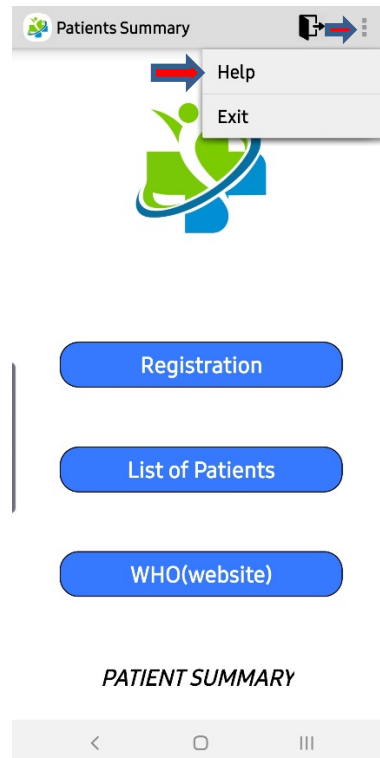 Patients Summary
Help
Exit
Registration
List of Patients
WHO(website)
PATIENT SUMMARY